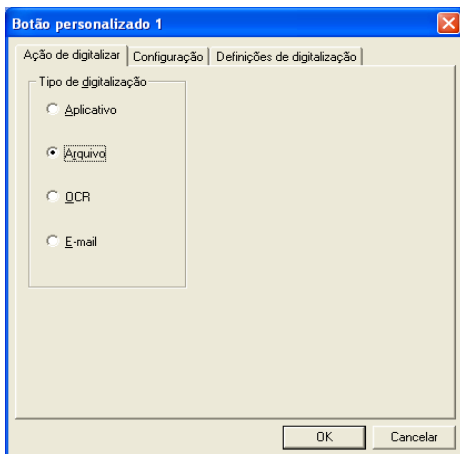 Botão personalizado 1
Ação de digitalizar Configuração Definições de digitalização
Tipo de digitalização
Aplicativo
Arquivo
OCR
E-mail
OK Cancelar